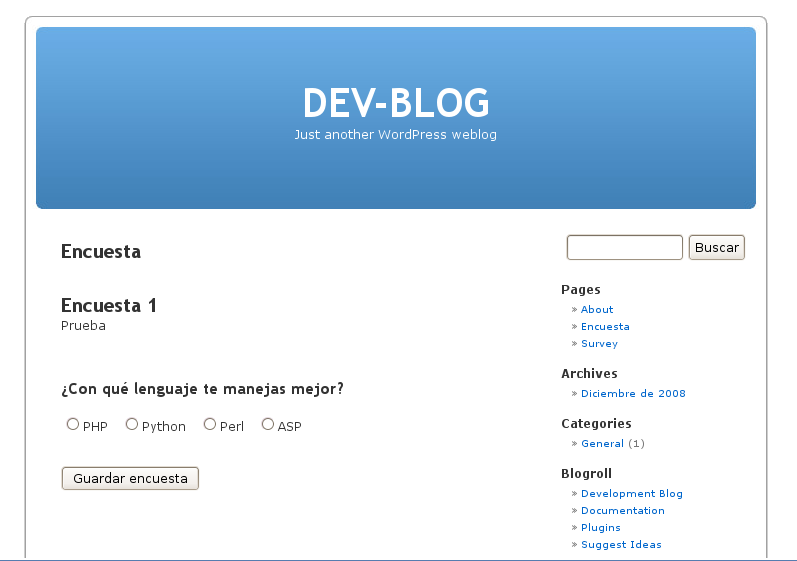 DEV-BLOG
Just another WordPress weblog
Encuesta
Encuesta 1
Prueba
¿Con qué lenguaje te manejas mejor?
PHP Python Perl ASP
Guardar encuesta
Buscar
Pages
» About
» Encuesta
» Survey
Archives
» Diciembre de 2008
Categories
» General (1)
Blogroll
» Development Blog
» Documentation
» Plugins
» Suggest Ideas